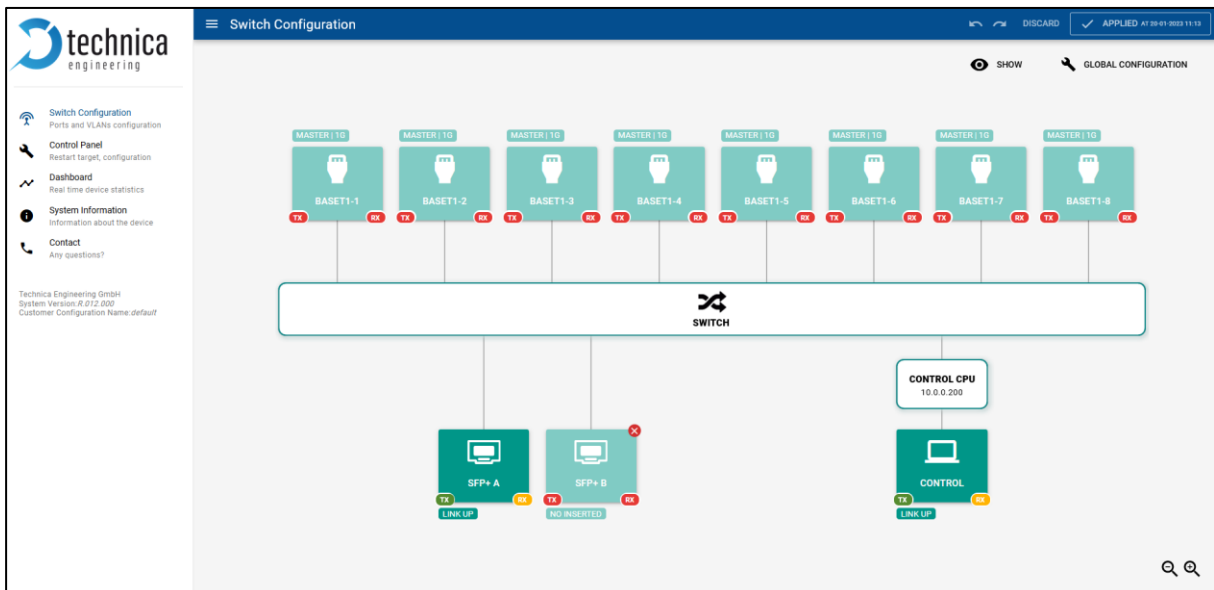 technica
engineering
Switch Configuration
DISCARD
APPLIED AT 20-01-2023 11:13
SHOW
GLOBAL CONFIGURATION
Switch Configuration
Ports and VLANs configuration
Control Panel
Restart target, configuration
Dashboard
Real time device statistics
System Information
Information about the device
Contact
Any questions?
Technica Engineering GmbH
System Version:R.012.000
Customer Configuration Name:default
MASTER | 1G MASTER | 1G MASTER | 1G MASTER | 1G MASTER | 1G MASTER | 1G MASTER | 1G MASTER | 1G
BASET1-1 BASET1-2 BASET1-3 BASET1-4 BASET1-5 BASET1-6 BASET1-7 BASET1-8
TX RX TX RX TX RX TX RX TX RX TX RX TX RX TX RX
SWITCH
CONTROL CPU
10.0.0.200
SFP+ A SFP+ B CONTROL
TX RX TX RX TX RX
LINK UP NO INSERTED LINK UP